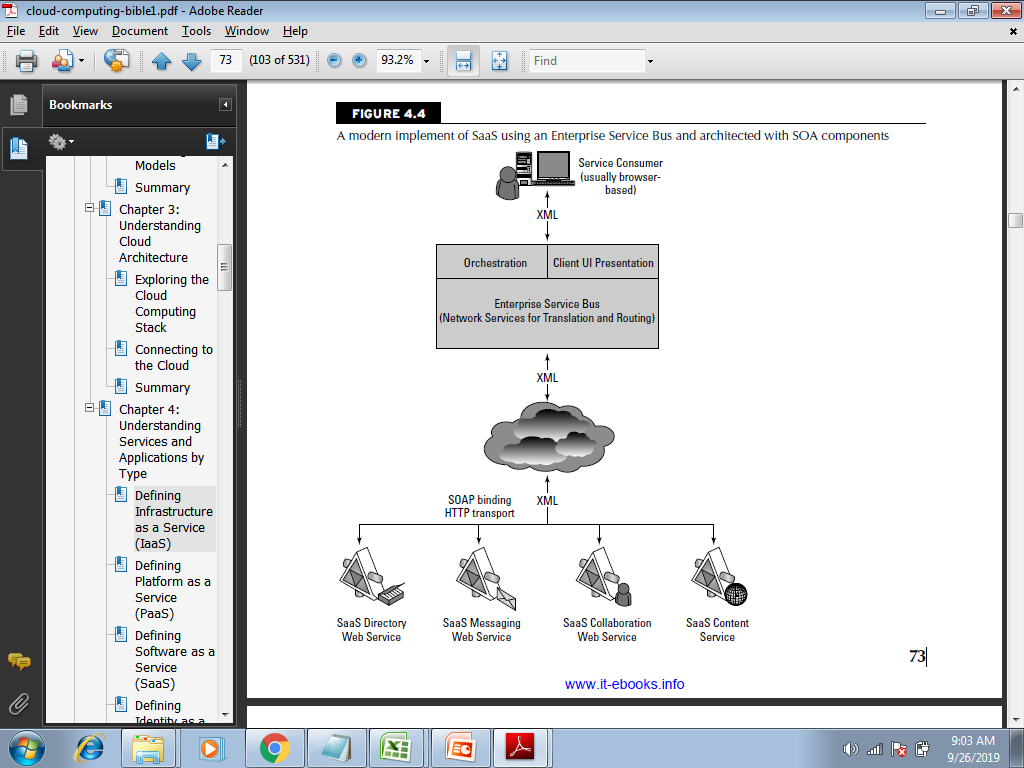 cloud-computing-bible1.pdf - Adobe Reader
File Edit View Document Tools Window Help
73 (103 of 531) 93.2% Find
Bookmarks
Models
Summary
Chapter 3:
Understanding
Cloud
Architecture
Exploring the
Cloud
Computing
Stack
Connecting to
the Cloud
Summary
Chapter 4:
Understanding
Services and
Applications by
Type
Defining
Infrastructure
as a Service
(IaaS)
Defining
Platform as a
Service
(PaaS)
Defining
Software as a
Service
(SaaS)
Defining
Identity as a
FIGURE 4.4
A modern implement of SaaS using an Enterprise Service Bus and architected with SOA components
Service Consumer
(usually browser-
based)
XML
Orchestration
Client UI Presentation
Enterprise Service Bus
(Network Services for Translation and Routing)
XML
SOAP binding
HTTP transport
XML
SaaS Directory
Web Service
SaaS Messaging
Web Service
SaaS Collaboration
Web Service
SaaS Content
Service
73
www.it-ebooks.info
9:03 AM
9/26/2019